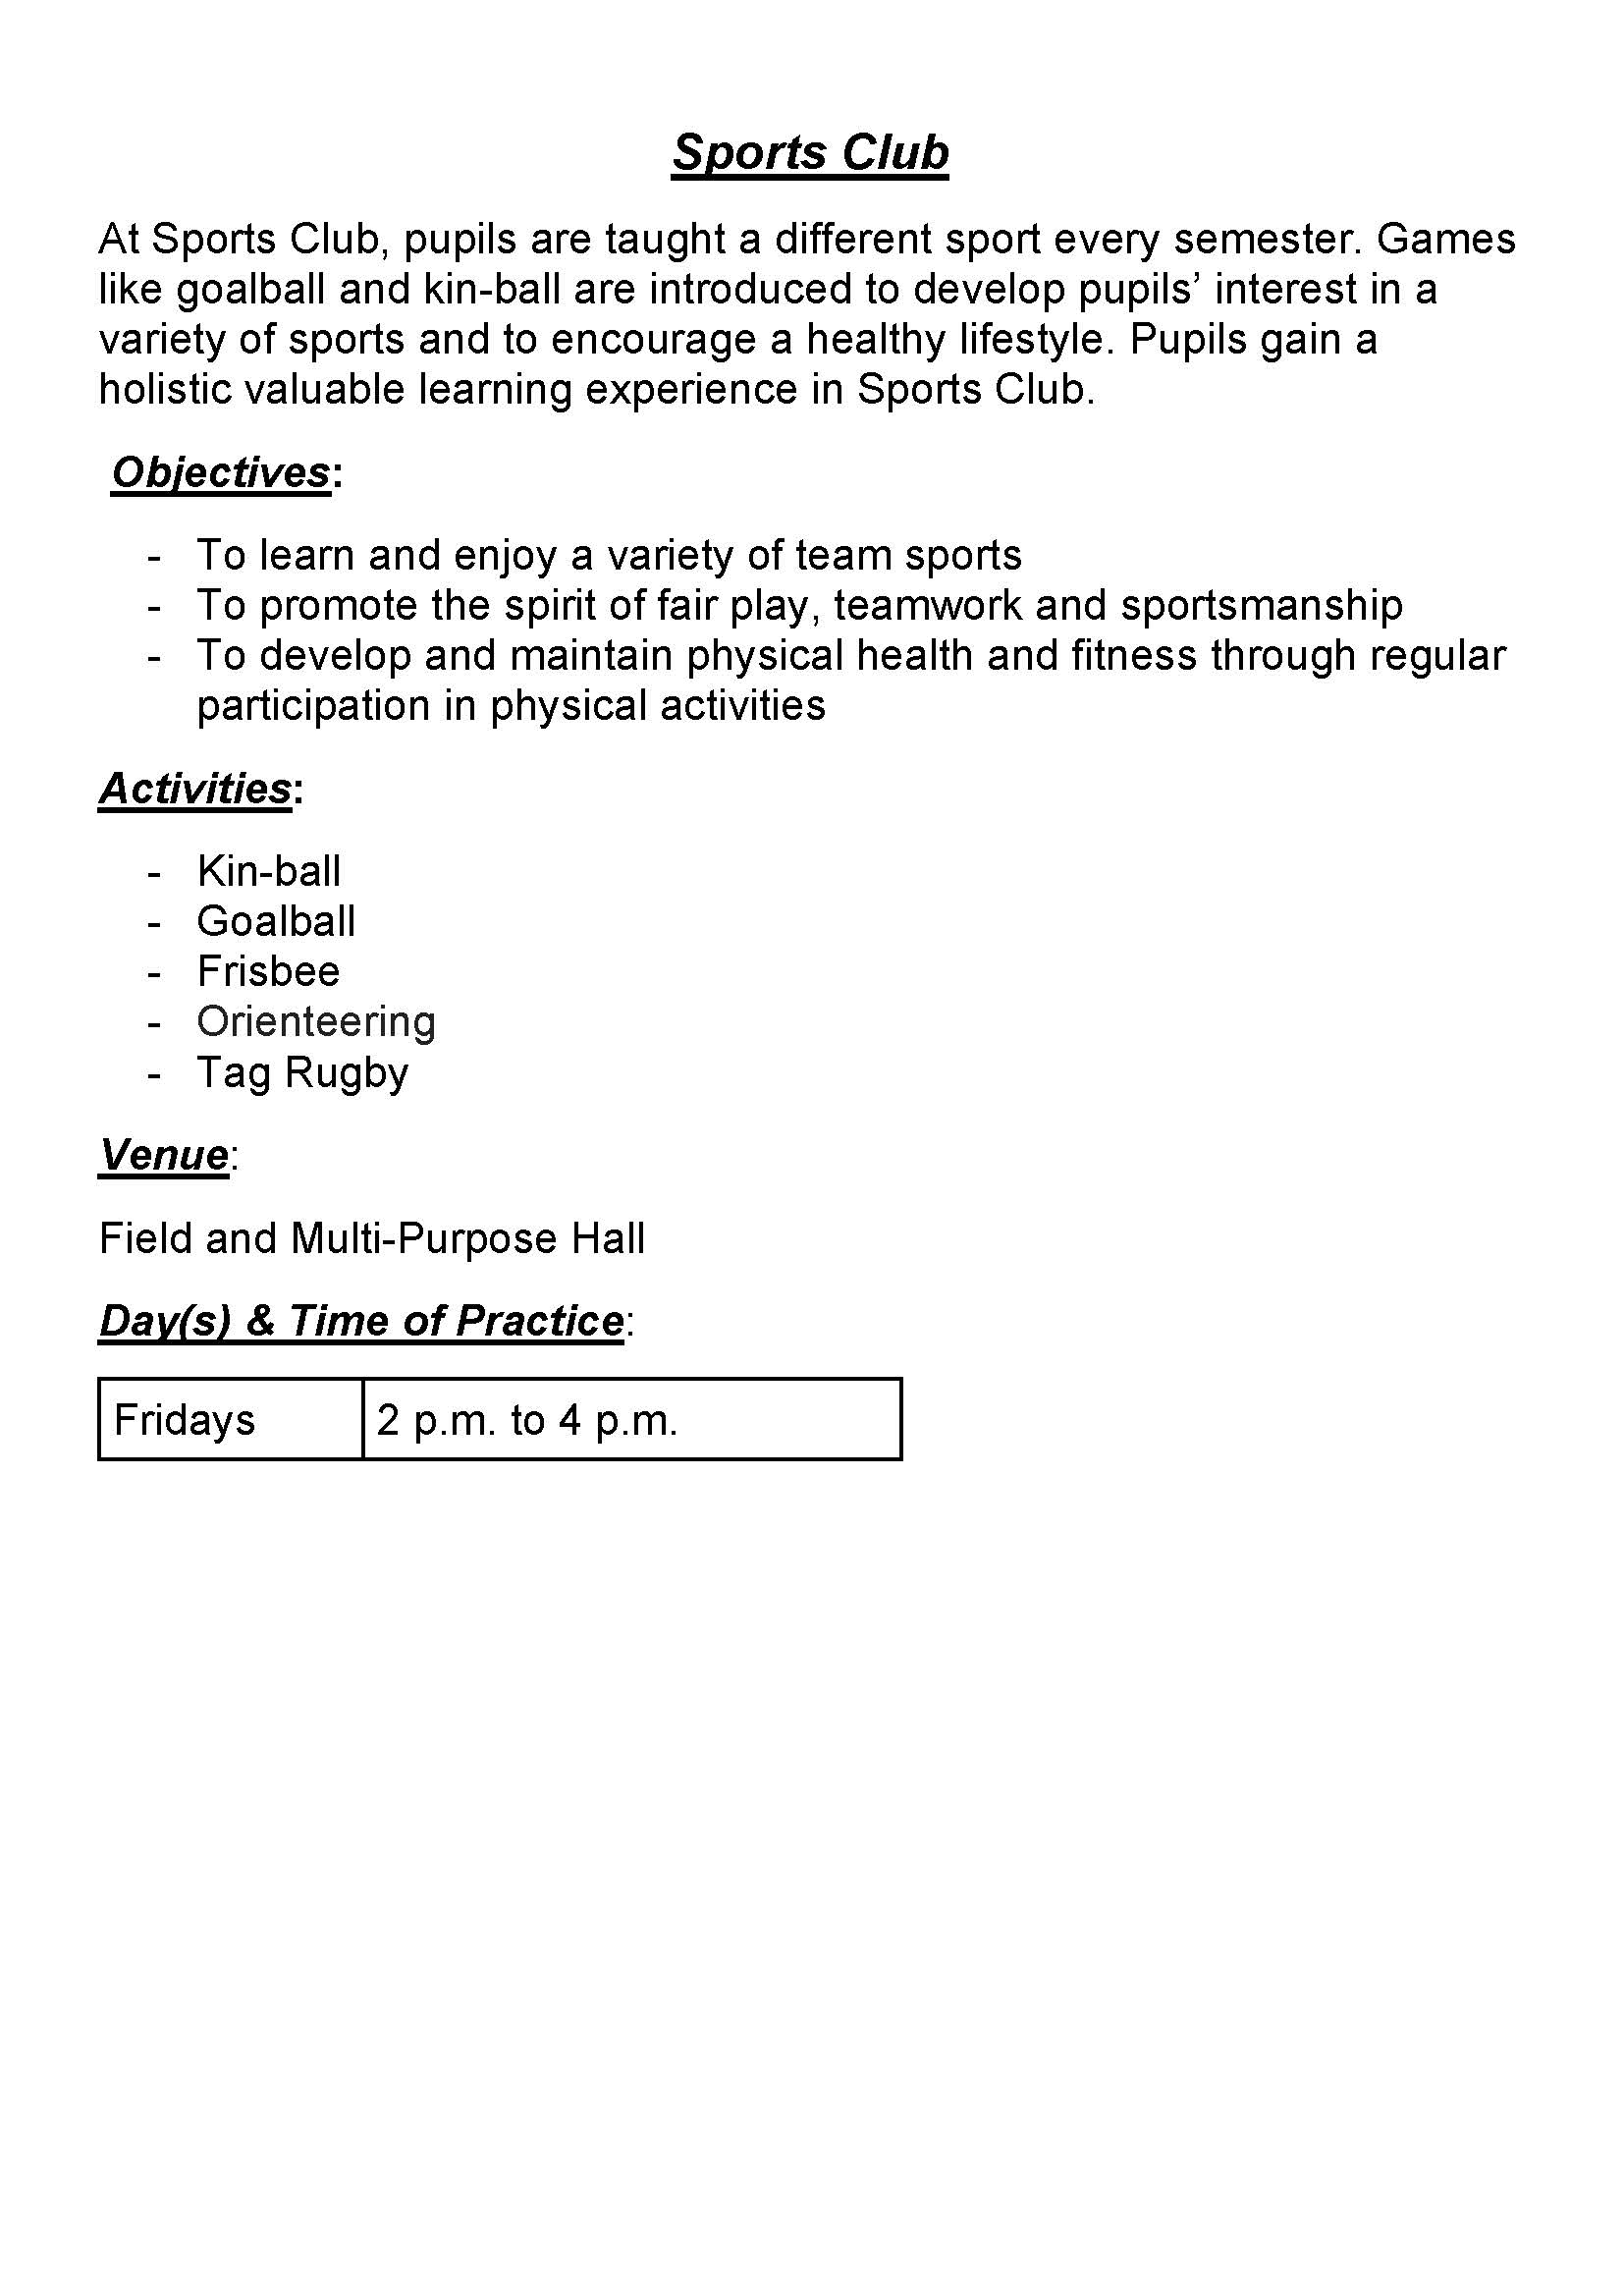 Sports Club
At Sports Club, pupils are taught a different sport every semester. Games
like goalball and kin-ball are introduced to develop pupils’ interest in a
variety of sports and to encourage a healthy lifestyle. Pupils gain a
holistic valuable learning experience in Sports Club.
Objectives:
- To learn and enjoy a variety of team sports
- To promote the spirit of fair play, teamwork and sportsmanship
- To develop and maintain physical health and fitness through regular
participation in physical activities
Activities:
- Kin-ball
- Goalball
- Frisbee
- Orienteering
- Tag Rugby
Venue:
Field and Multi-Purpose Hall
Day(s) & Time of Practice:
Fridays 2 p.m. to 4 p.m.